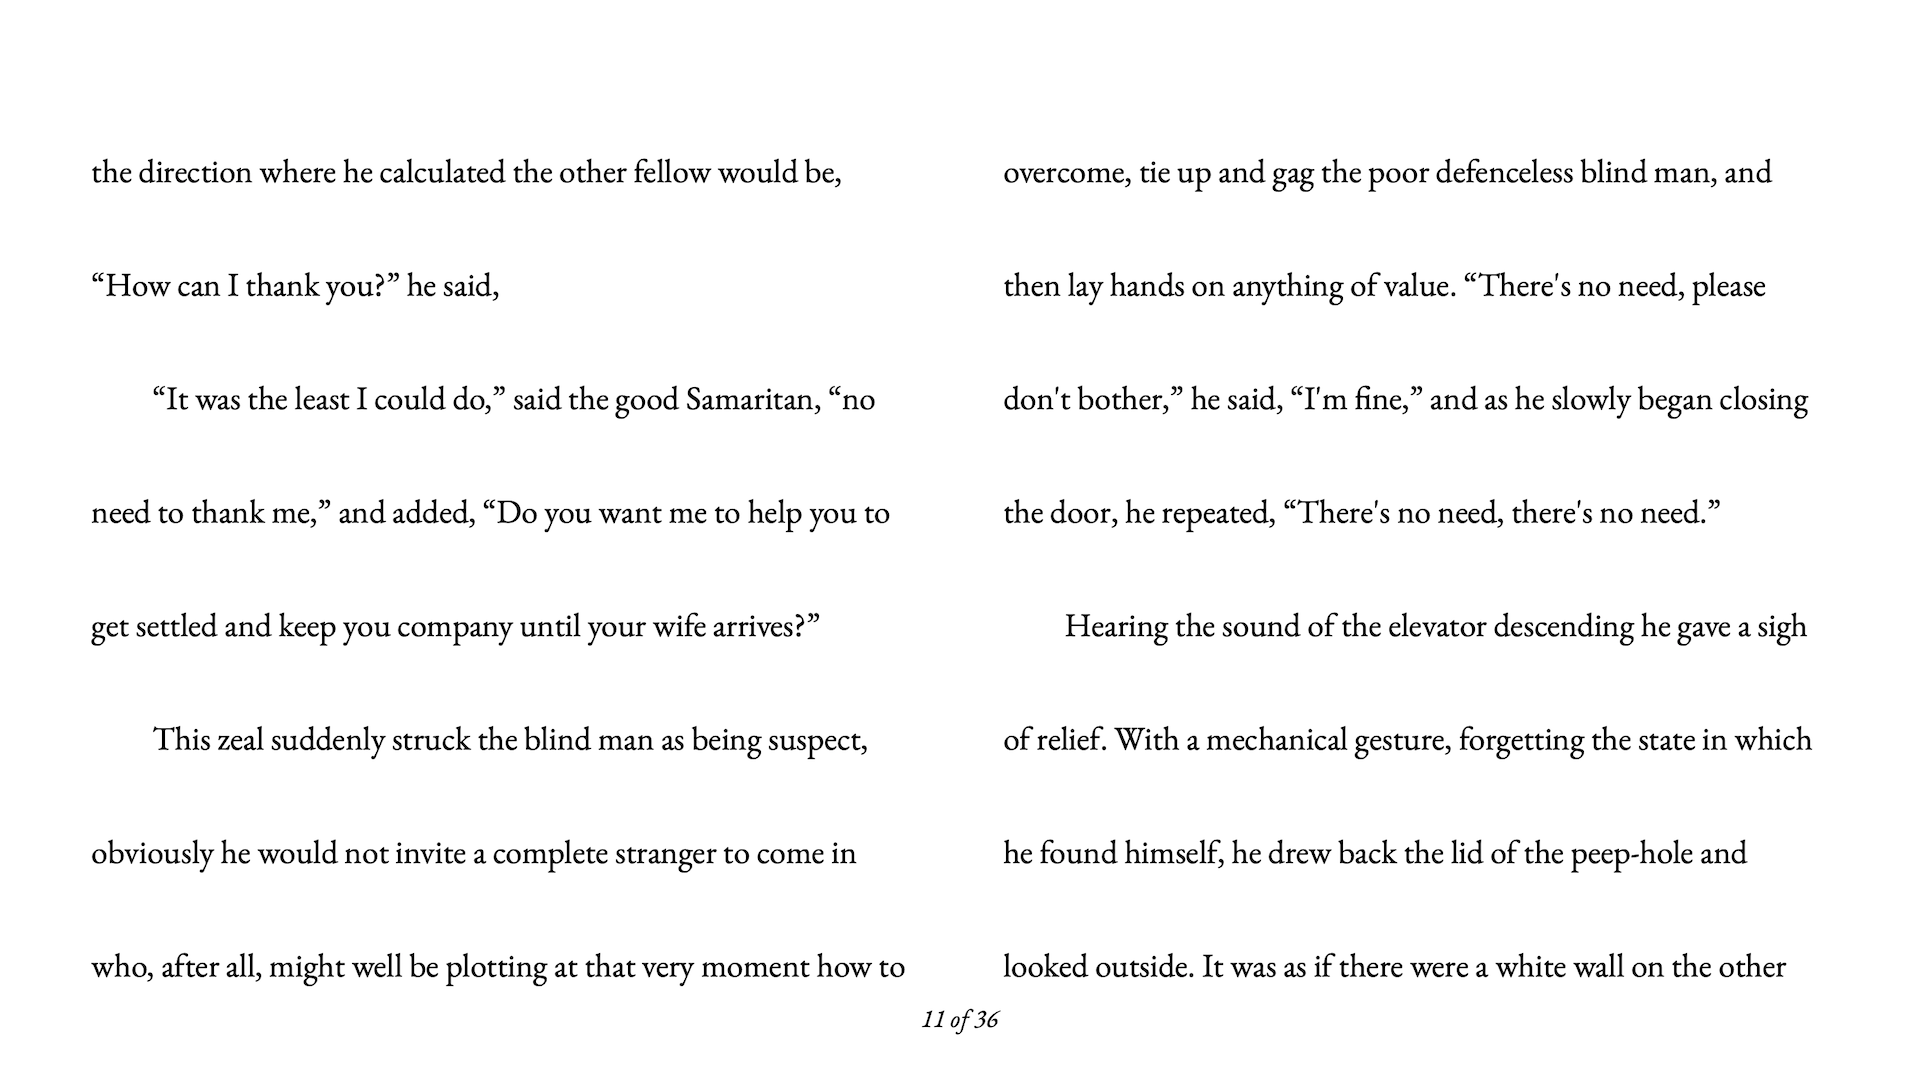 the direction where he calculated the other fellow would be,
“How can I thank you?” he said,
“It was the least I could do,” said the good Samaritan, “no
need to thank me,” and added, “Do you want me to help you to
get settled and keep you company until your wife arrives?”
This zeal suddenly struck the blind man as being suspect,
obviously he would not invite a complete stranger to come in
who, after all, might well be plotting at that very moment how to
overcome, tie up and gag the poor defenceless blind man, and
then lay hands on anything of value. “There's no need, please
don't bother,” he said, “I'm fine,” and as he slowly began closing
the door, he repeated, “There's no need, there's no need.”
Hearing the sound of the elevator descending he gave a sigh
of relief. With a mechanical gesture, forgetting the state in which
he found himself, he drew back the lid of the peep-hole and
looked outside. It was as if there were a white wall on the other
11 of 36